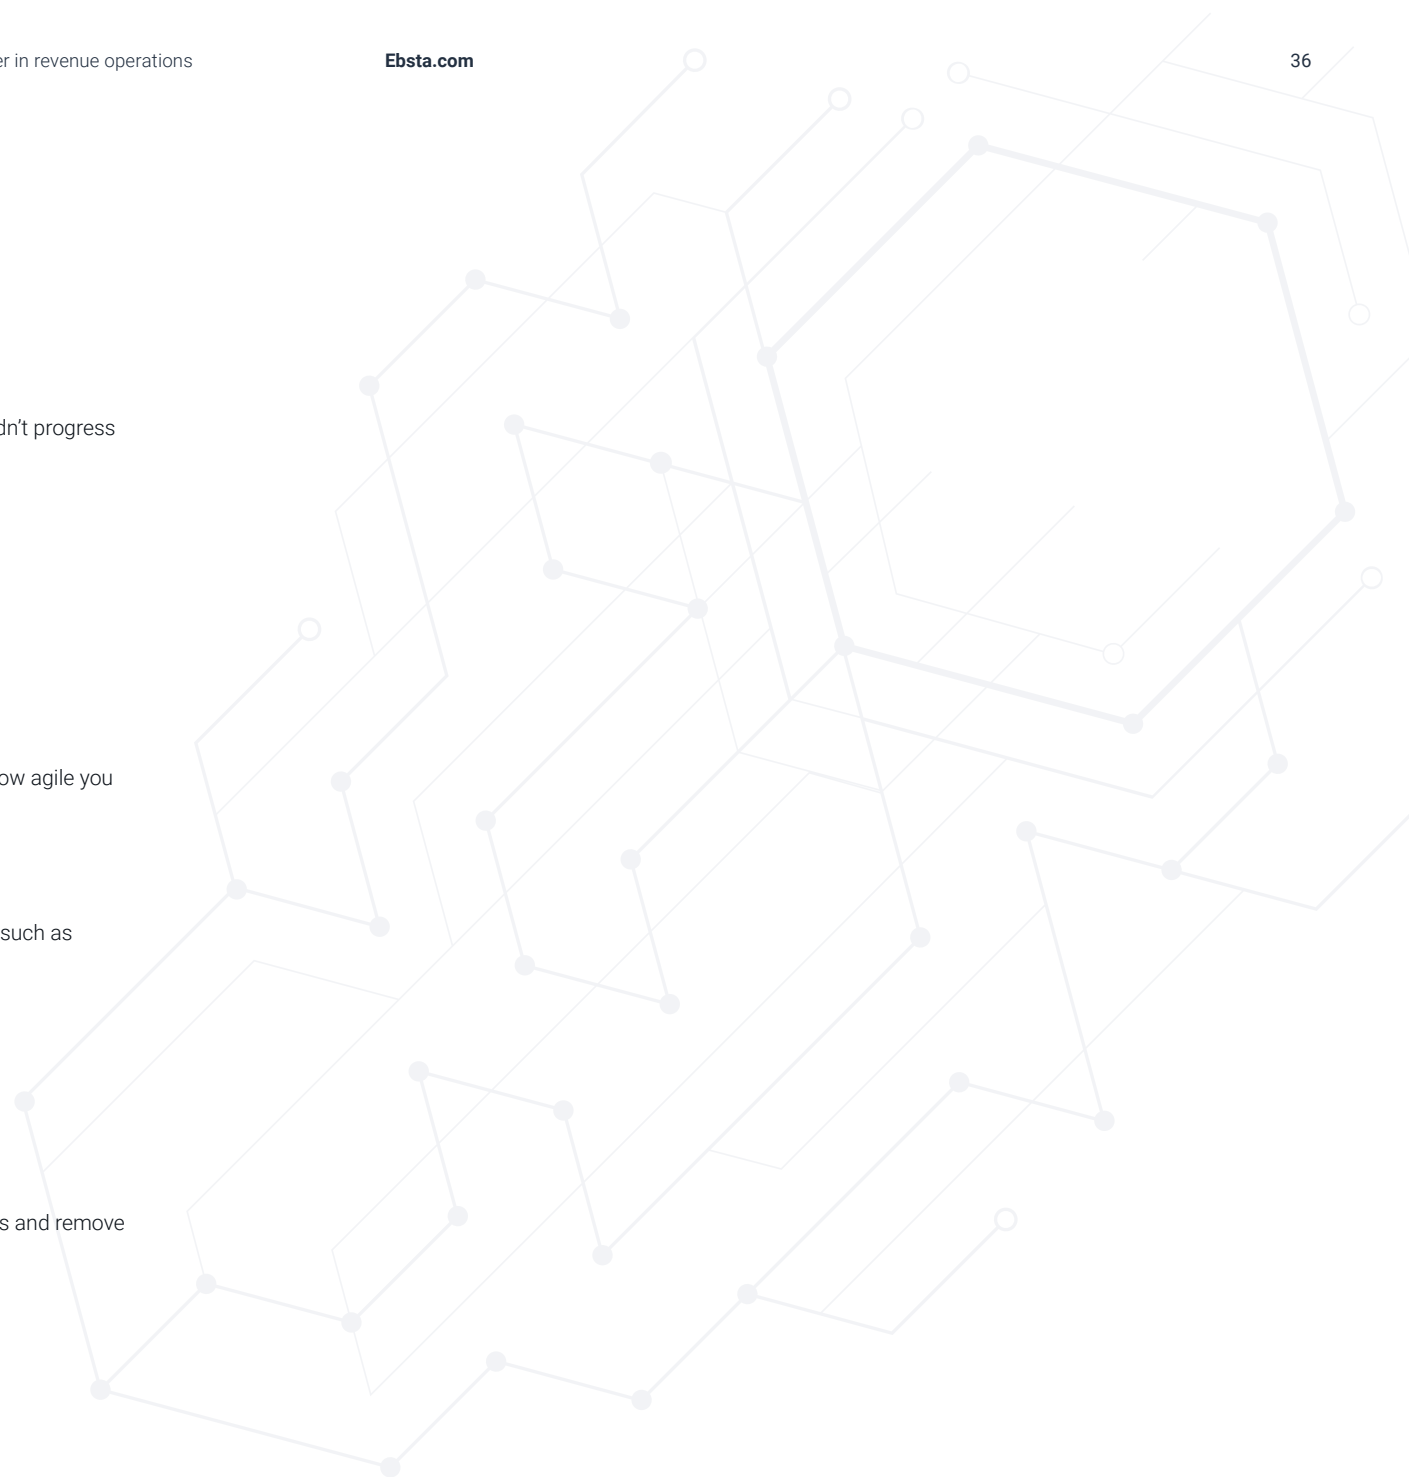 er in revenue operations Ebsta.com 36
dn't progress
ow agile you
such as
s and remove